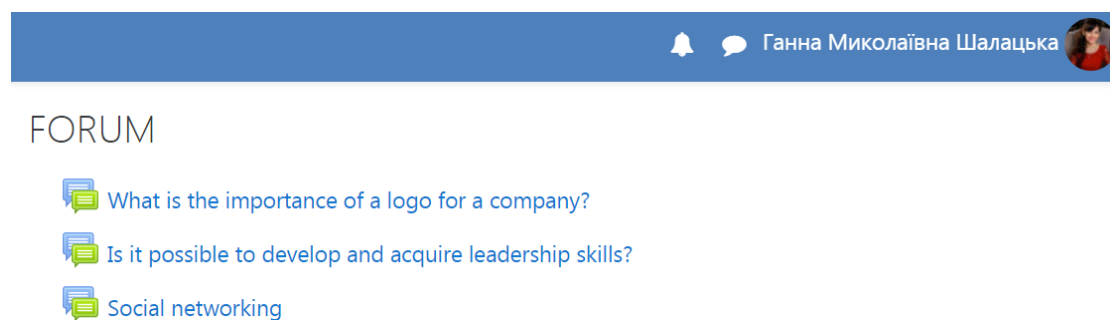 Ганна Миколаївна Шалацька
FORUM
What is the importance of a logo for a company?
Is it possible to develop and acquire leadership skills?
Social networking